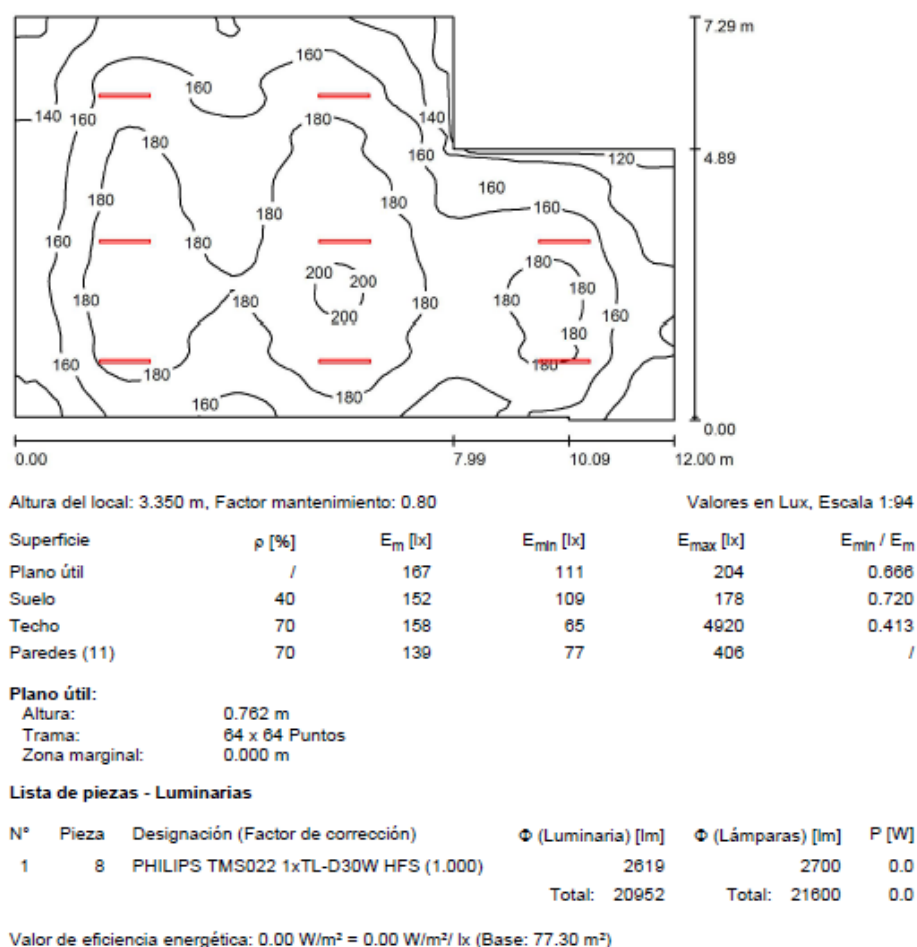 7.29 m
160
160
140 160
140
180
180
160
120
4.89
160
180
180
160
180
180
160
180
200
200
180
180
180
180
180
200
160
180
160
180
180
180
160
0.00
0.00
7.99
10.09
12.00 m
Altura del local: 3.350 m, Factor mantenimiento: 0.80
Valores en Lux, Escala 1:94
Superficie ρ [%] Em [lx] Emin [lx] Emax [lx] Emin / Em
Plano útil / 167 111 204 0.666
Suelo 40 152 109 178 0.720
Techo 70 158 65 4920 0.413
Paredes (11) 70 139 77 406 /
Plano útil:
Altura: 0.762 m
Trama: 64 x 64 Puntos
Zona marginal: 0.000 m
Lista de piezas - Luminarias
N° Pieza Designación (Factor de corrección) Φ (Luminaria) [lm] Φ (Lámparas) [lm] P [W]
1 8 PHILIPS TMS022 1xTL-D30W HFS (1.000) 2619 2700 0.0
Total: 20952 Total: 21600 0.0
Valor de eficiencia energética: 0.00 W/m² = 0.00 W/m²/ lx (Base: 77.30 m²)